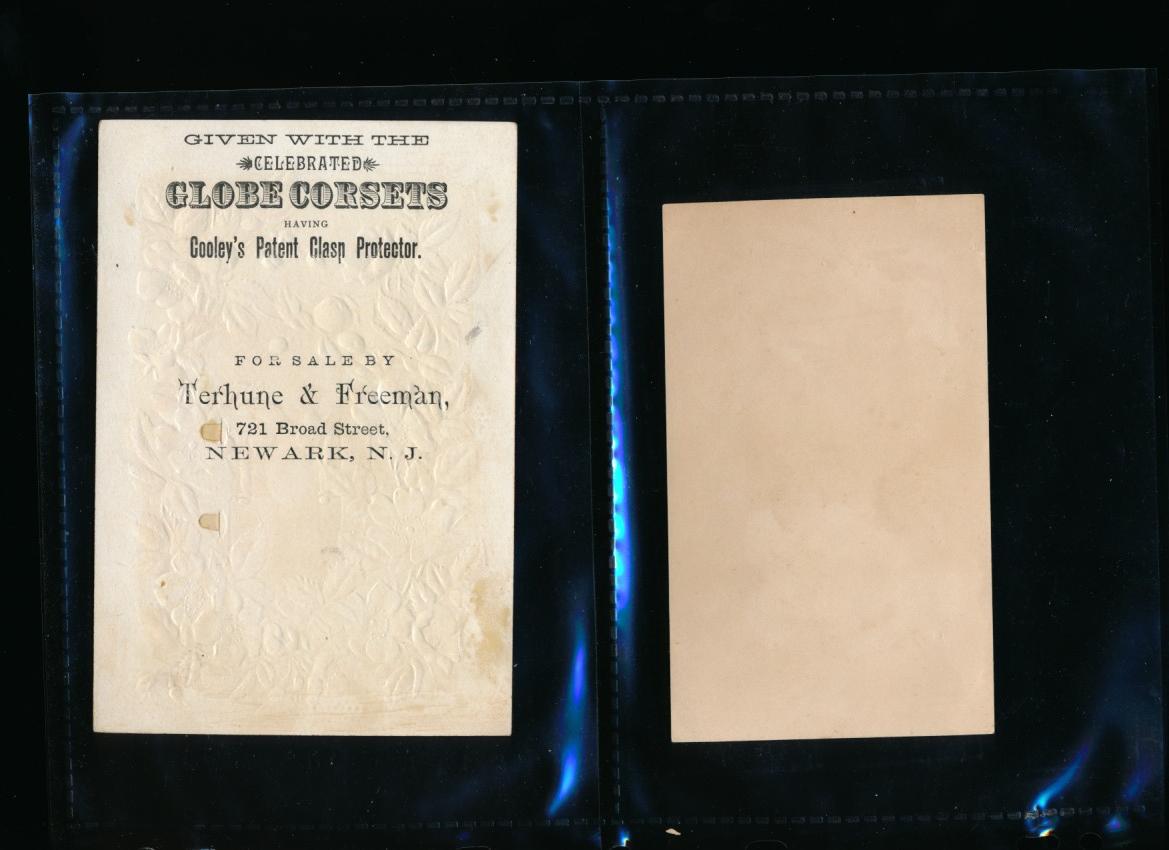 GIVEN WITH THE
CELEBRATED
GLOBE CORSETS
HAVING
Cooley's Patent Clasp Protector.
FOR SALE BY
Terhune & Freeman,
721 Broad Street,
NEWARK, N. J.